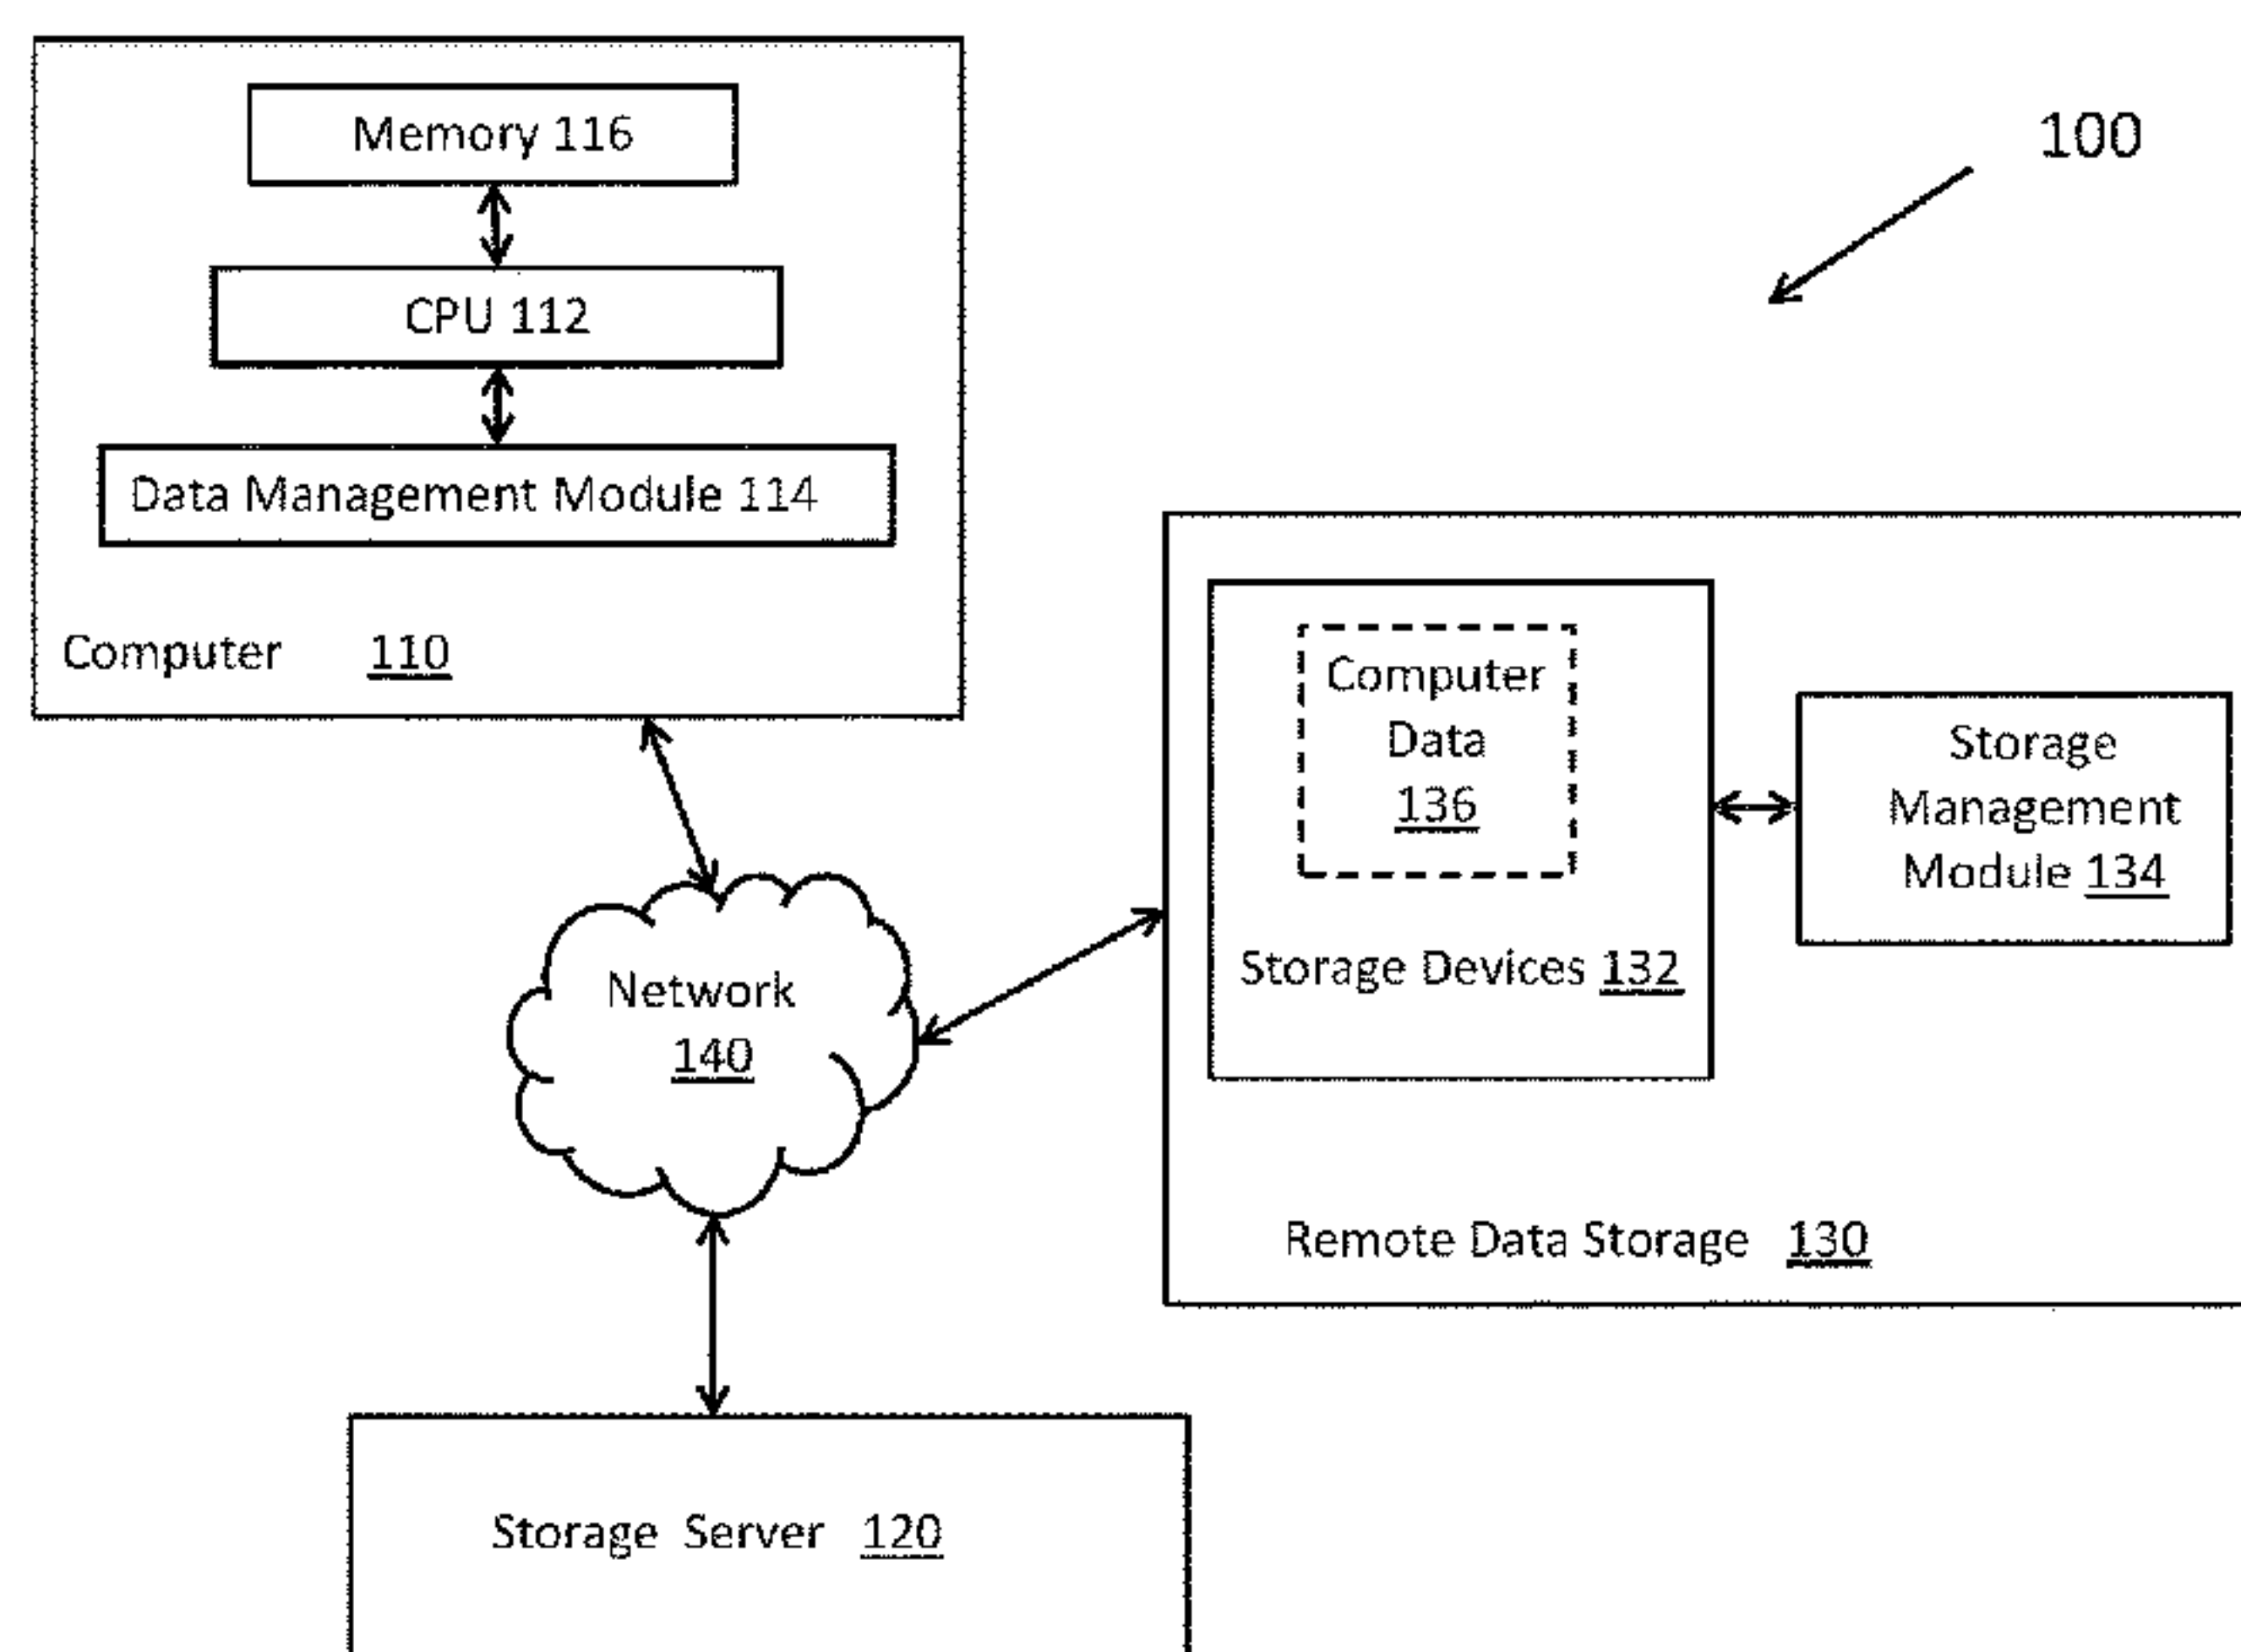 Memory 116
100
CPU 112
Data Management Module 114
Computer 110
Computer
Data
136
Storage Devices 132
Storage
Management
Module 134
Network
140
Remote Data Storage 130
Storage Server 120